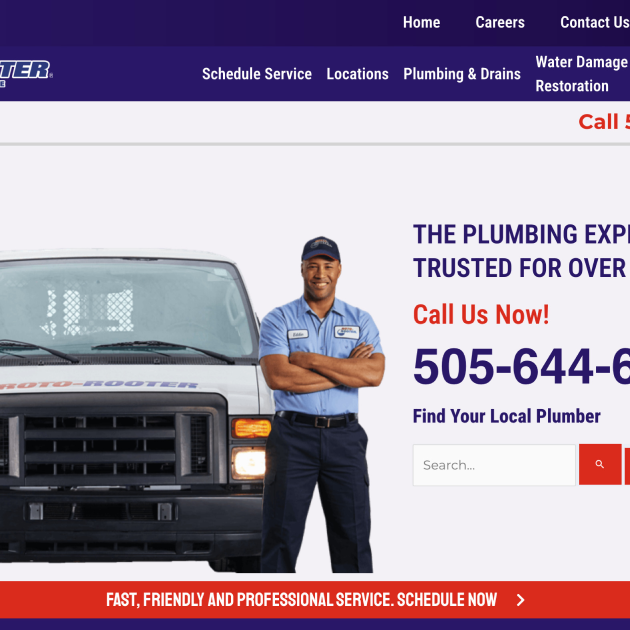 Home Careers Contact Us
TER
Schedule Service Locations Plumbing & Drains Water Damage
Restoration
Call
THE PLUMBING
TRUSTED FOR OVER
Call Us Now!
505-644-6
ROTO-ROOTER
Find Your Local Plumber
Search...
FAST, FRIENDLY AND PROFESSIONAL SERVICE. SCHEDULE NOW